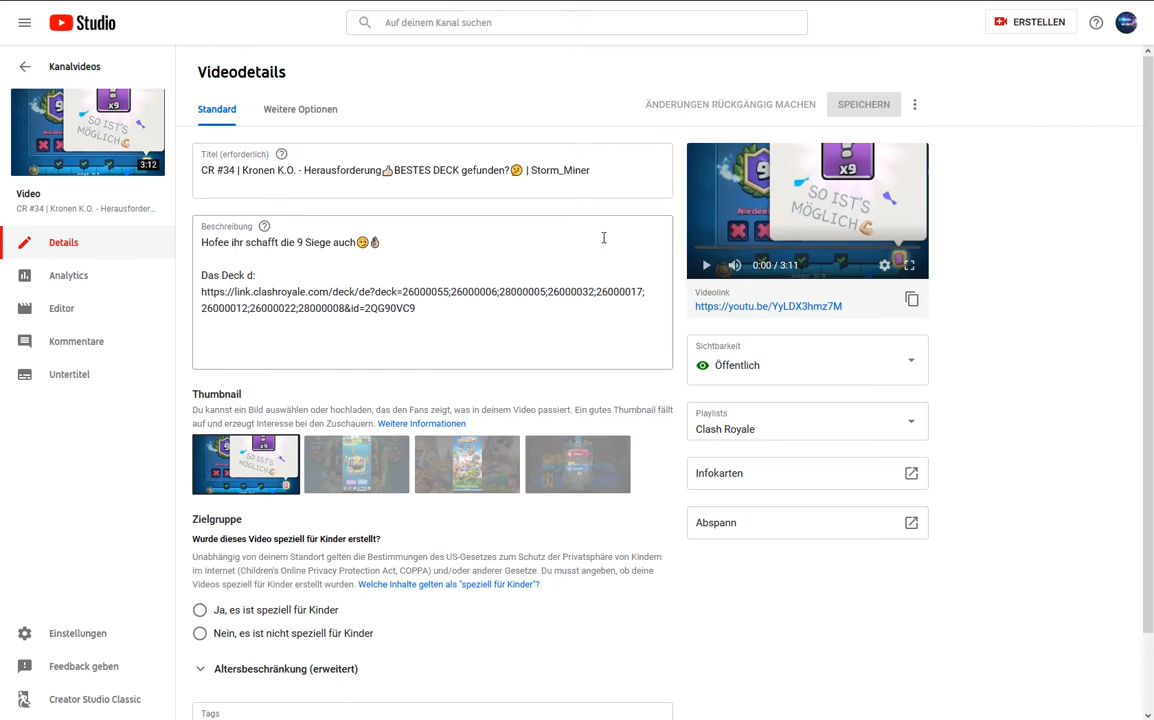 Studio
Auf deinem Kanal suchen
ERSTELLEN
Kanalvideos
x9
SO IST'S
MÖGLICH💪
3:12
Video
CR #34 | Kronen K.O. - Herausforder...
Details
Analytics
Editor
Kommentare
Untertitel
Einstellungen
Feedback geben
Creator Studio Classic
Videodetails
Standard
Weitere Optionen
ÄNDERUNGEN RÜCKGÄNGIG MACHEN
SPEICHERN
Titel (erforderlich)
CR #34 | Kronen K.O. - Herausforderung👍BESTES DECK gefunden?🤔 | Storm_Miner
Beschreibung
Hofee ihr schafft die 9 Siege auch😉👌
Das Deck d:
https://link.clashroyale.com/deck/de?deck=26000055;26000006;28000005;26000032;26000017;
26000012;26000022;28000008&id=2QG90VC9
Thumbnail
Du kannst ein Bild auswählen oder hochladen, das den Fans zeigt, was in deinem Video passiert. Ein gutes Thumbnail fällt
auf und erzeugt Interesse bei den Zuschauern. Weitere Informationen
SO IST'S
MÖGLICH💪
Zielgruppe
Wurde dieses Video speziell für Kinder erstellt?
Unabhängig von deinem Standort gelten die Bestimmungen des US-Gesetzes zum Schutz der Privatsphäre von Kindern
im Internet (Children's Online Privacy Protection Act, COPPA) und/oder anderer Gesetze. Du musst angeben, ob deine
Videos speziell für Kinder erstellt wurden. Welche Inhalte gelten als "speziell für Kinder"?
Ja, es ist speziell für Kinder
Nein, es ist nicht speziell für Kinder
Altersbeschränkung (erweitert)
Tags
x9
SO IST'S
MÖGLICH💪
0:00 / 3:11
Videolink
https://youtu.be/YyLDX3hmz7M
Sichtbarkeit
Öffentlich
Playlists
Clash Royale
Infokarten
Abspann